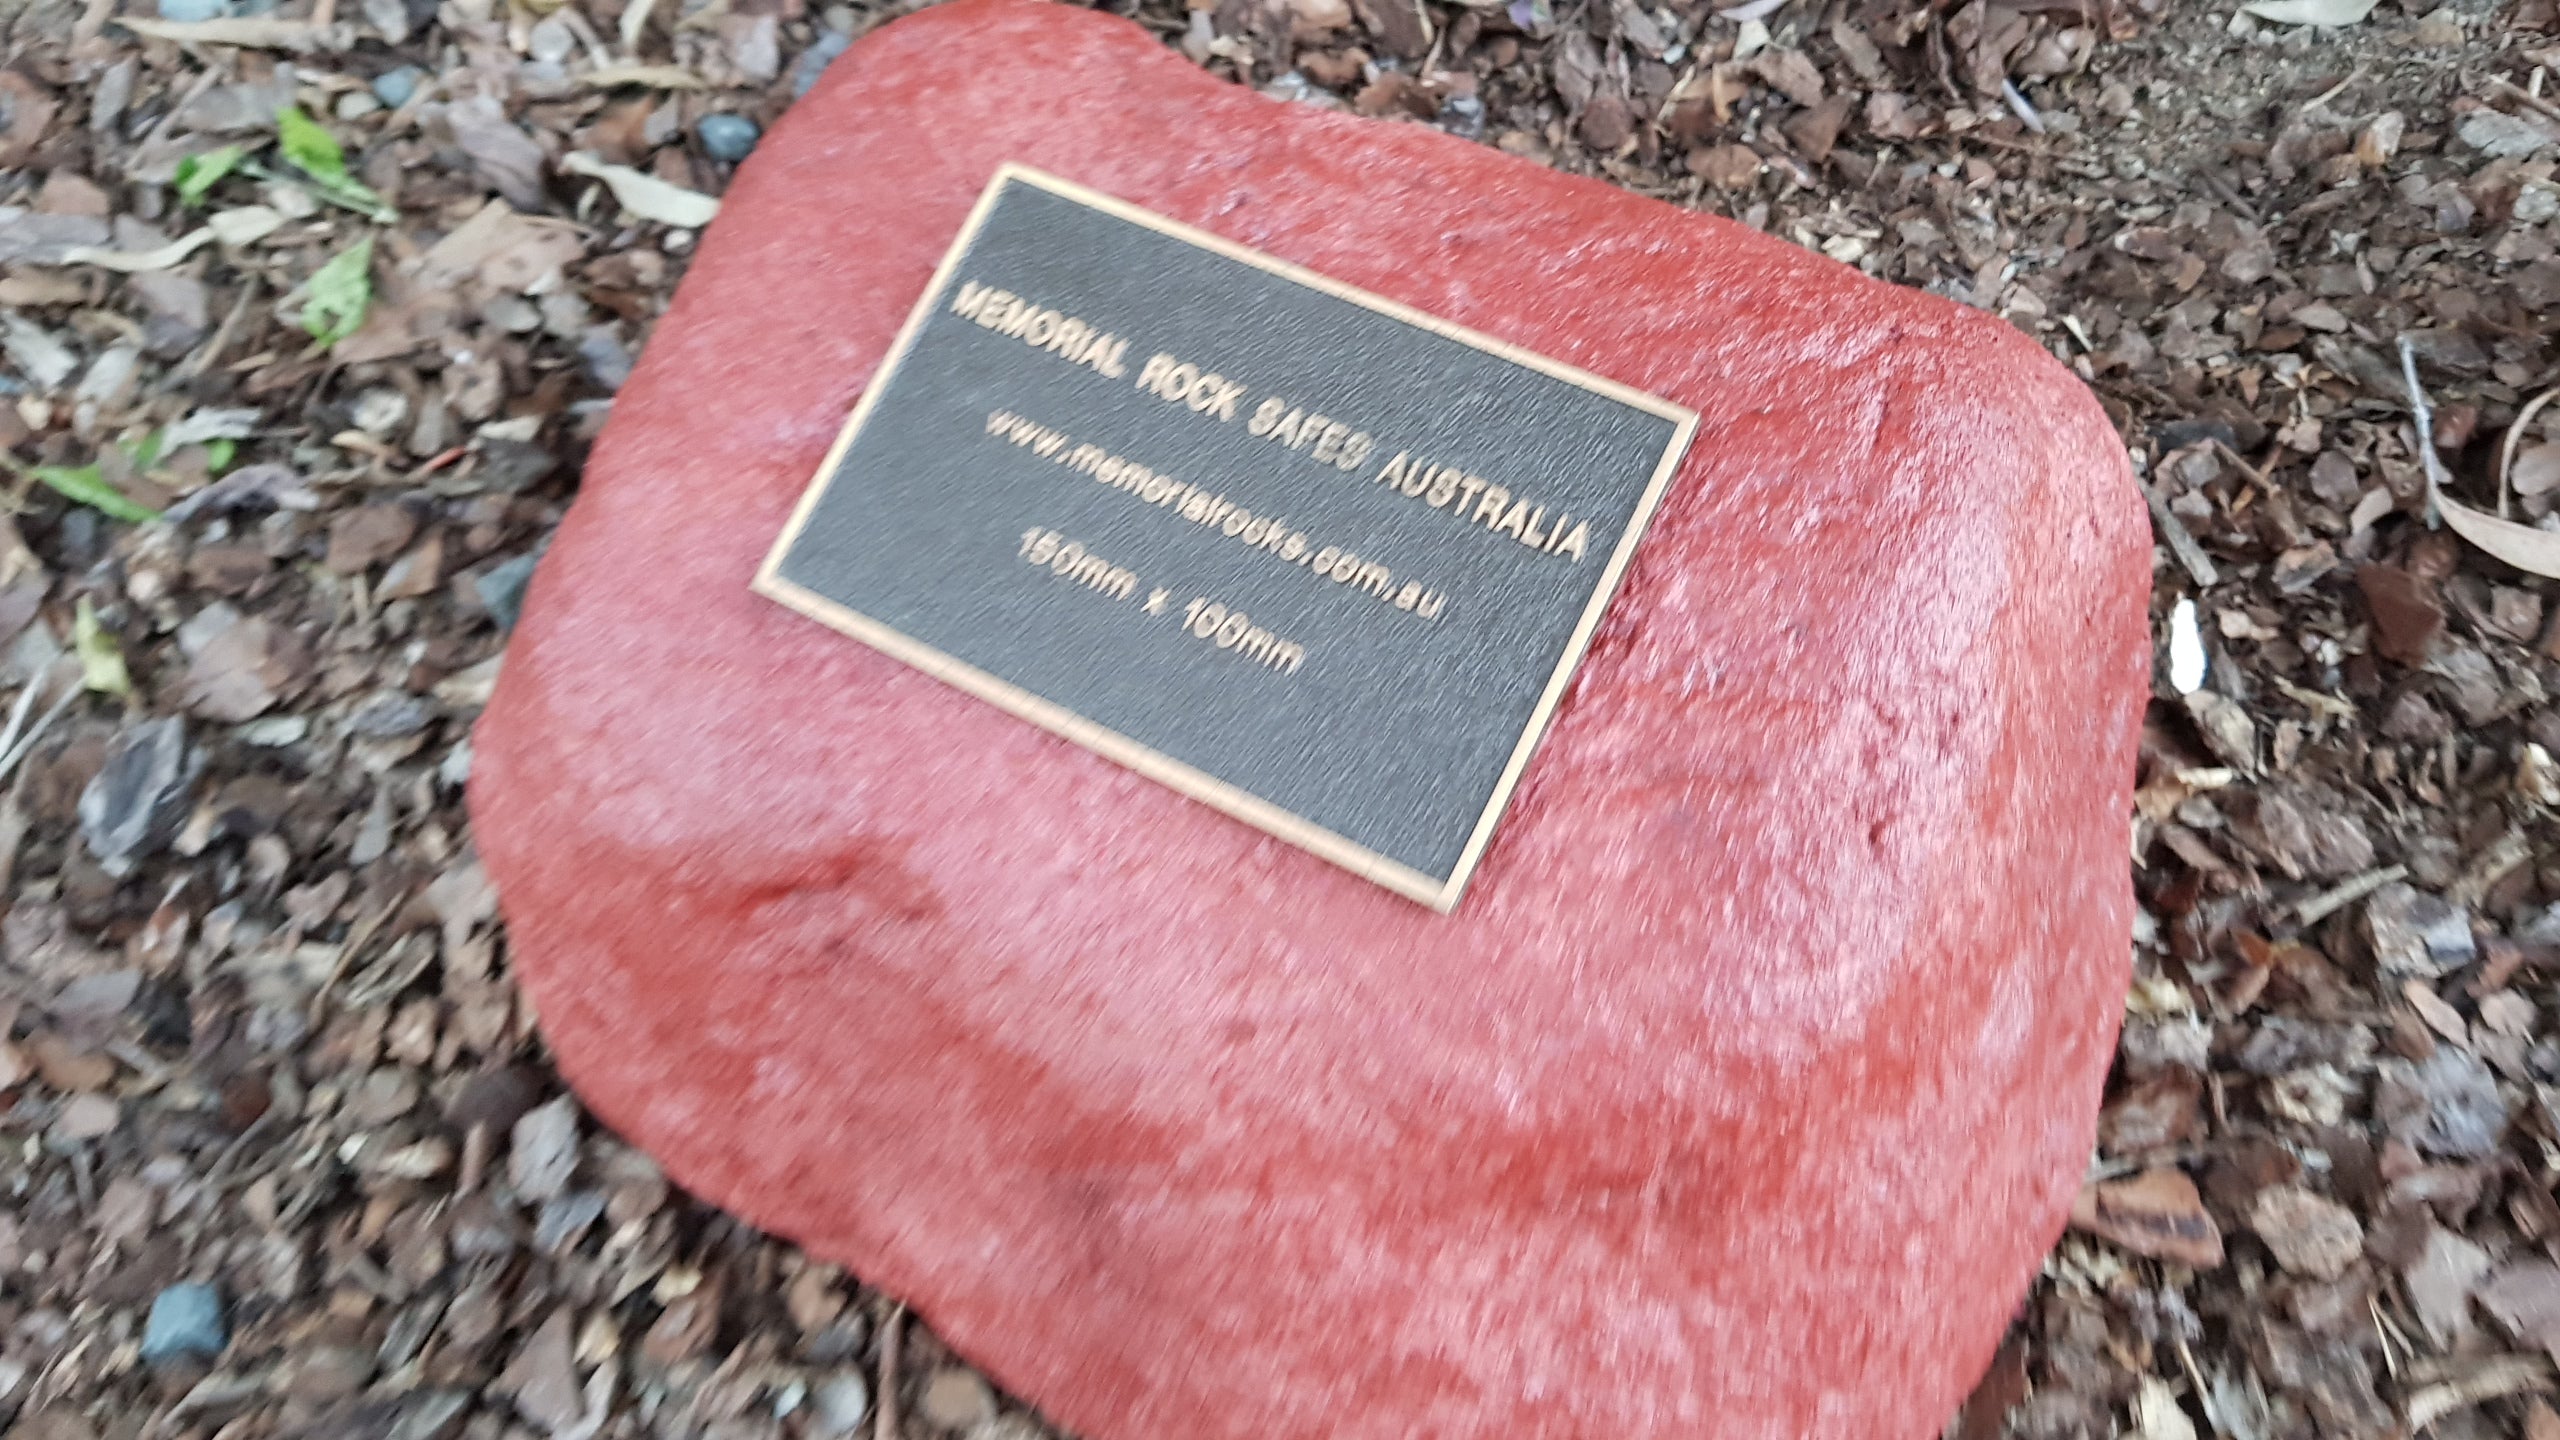 MEMORIAL ROCK SAFES AUSTRALIA
www.memorialrocks.com.au
150mm x 100mm